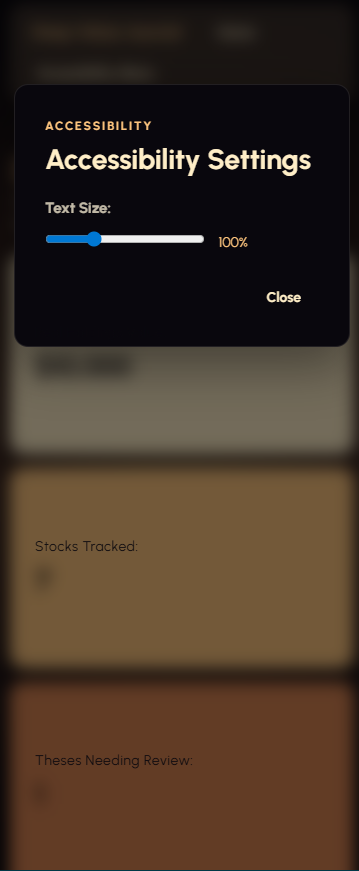 ACCESSIBILITY
Accessibility Settings
Text Size:
100%
Close
Stocks Tracked:
Theses Needing Review: